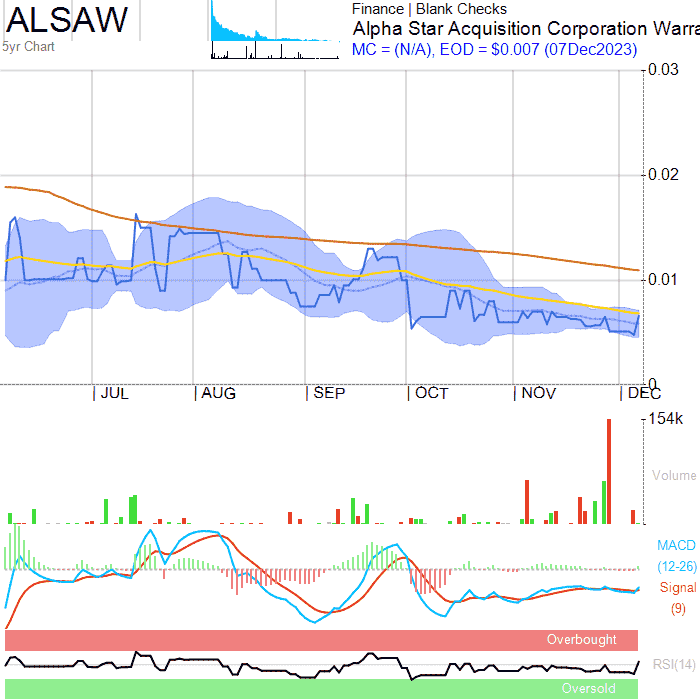 ALSAW
5yr Chart
Finance | Blank Checks
Alpha Star Acquisition Corporation Warra
MC = (N/A), EOD = $0.007 (07Dec2023)
0.03
0.02
0.01
0
JUL AUG SEP OCT NOV DEC
154k
Volume
MACD
(12-26)
Signal
(9)
Overbought
RSI(14)
Oversold